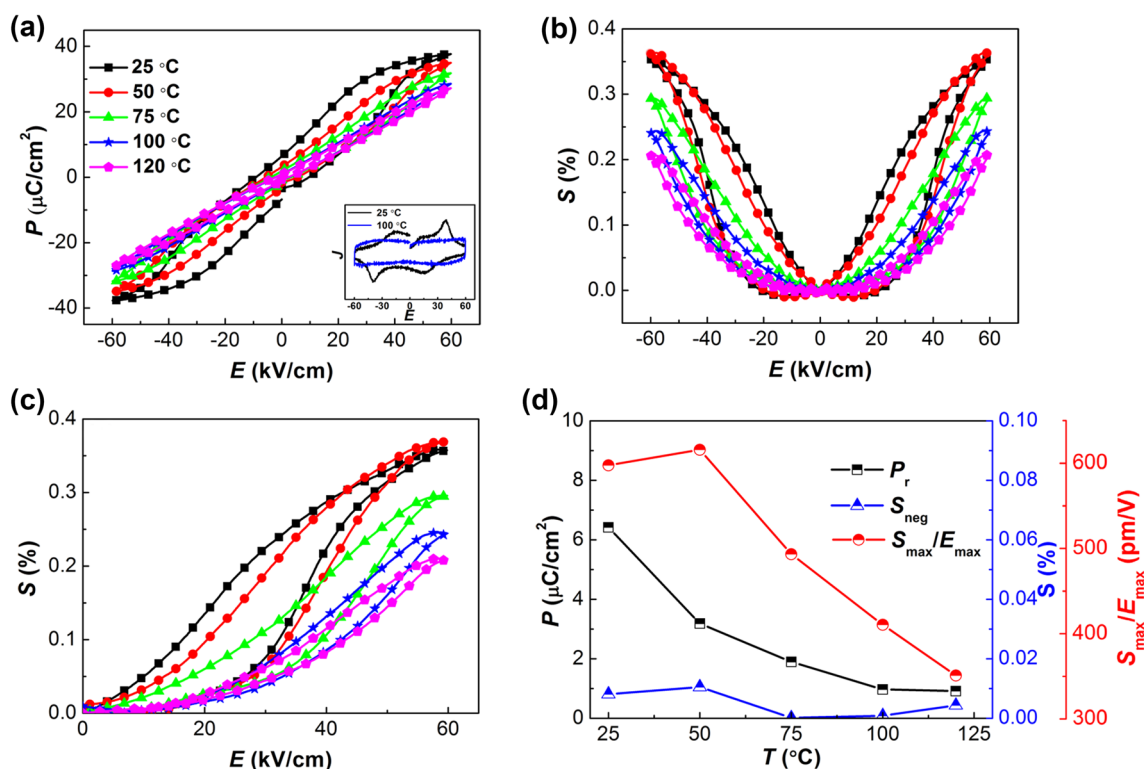 (a)
40
20
0
-20
-40
P (μC/cm²)
25 °C
50 °C
75 °C
100 °C
120 °C
25 °C
100 °C
J
-60 -30 0 30 60
E
-60 -40 -20 0 20 40 60
E (kV/cm)
(b)
0.4
0.3
0.2
0.1
0.0
S (%)
-60 -40 -20 0 20 40 60
E (kV/cm)
(c)
0.4
0.3
0.2
0.1
0.0
S (%)
0 20 40 60
E (kV/cm)
(d)
10
8
6
4
2
0
P (μC/cm²)
Pr
Sneg
Smax/Emax
0.10
0.08
0.06
0.04
0.02
0.00
S (%)
600
500
400
300
Smax/Emax (pm/V)
25 50 75 100 125
T (°C)